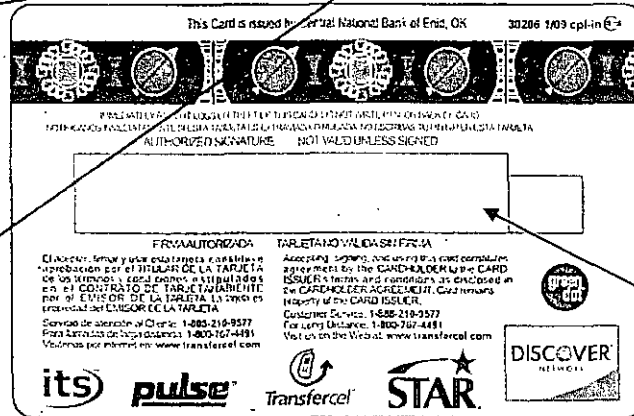 This Card is issued by Central National Bank of Enid, OK 30206 1/09 cpl-in
AUTHORIZED SIGNATURE NOT VALID UNLESS SIGNED
FIRMA AUTORIZADA TARJETA NO VALIDA SIN FIRMA
El aceptar, firmar y usar esta tarjeta constituye
aprobación por el TITULAR DE LA TARJETA
de los términos y condiciones estipulados
en el CONTRATO DE TARJETAHABIENTE
por el EMISOR DE LA TARJETA. La tarjeta es
propiedad del EMISOR DE LA TARJETA.
Servicio de atención al Cliente: 1-888-210-9577
Para llamadas de larga distancia: 1-800-767-4491
Visítenos por internet en: www.transfercel.com
Accepting, signing, and using this card constitutes
agreement by the CARDHOLDER to the CARD
ISSUER's terms and conditions as disclosed in
the CARDHOLDER AGREEMENT. Card remains
property of the CARD ISSUER.
Customer Service: 1-888-210-9577
For Long Distance: 1-800-767-4491
Visit us on the Web at: www.transfercel.com
green dot
its)
pulse
Transfercel
STAR
DISCOVER
NETWORK